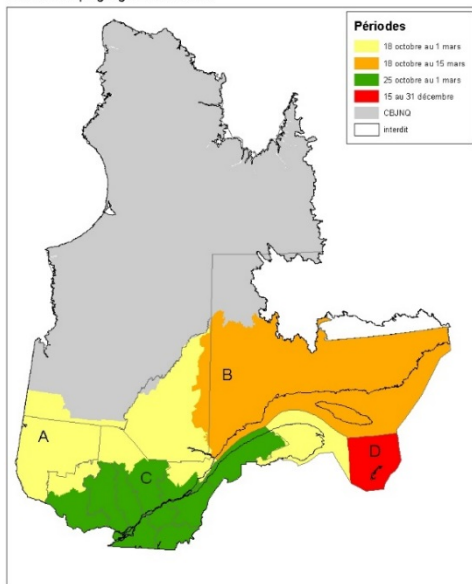 Périodes
18 octobre au 1 mars
18 octobre au 15 mars
25 octobre au 1 mars
15 au 31 décembre
CBJNQ
interdit
B
A
D
C